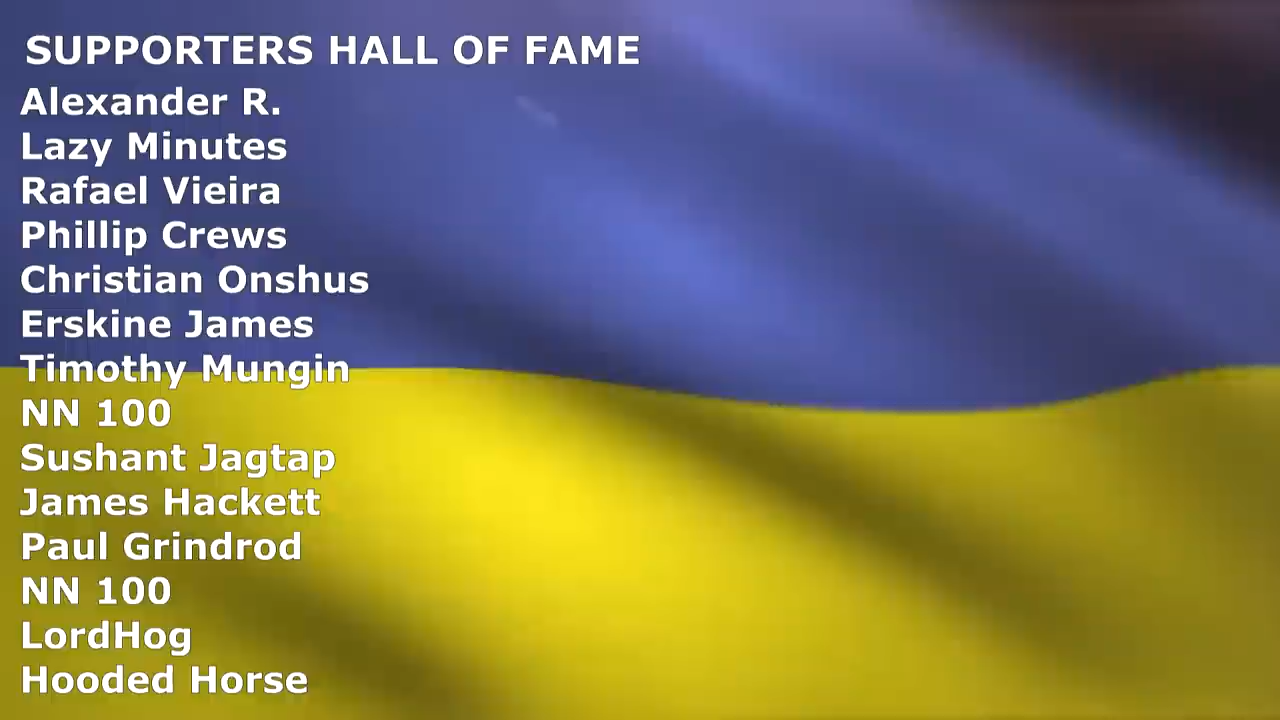 SUPPORTERS HALL OF FAME
Alexander R.
Lazy Minutes
Rafael Vieira
Phillip Crews
Christian Onshus
Erskine James
Timothy Mungin
NN 100
Sushant Jagtap
James Hackett
Paul Grindrod
NN 100
LordHog
Hooded Horse